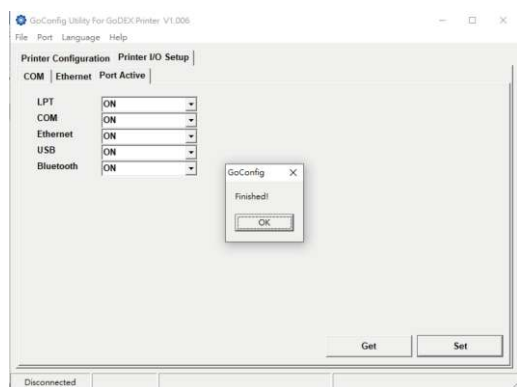 GoConfig Utility For GoDEX Printer V1.006
File Port Language Help
Printer Configuration Printer I/O Setup
COM Ethernet Port Active
LPT ON
COM ON
Ethernet ON
USB ON
Bluetooth ON
GoConfig
Finished!
OK
Get Set
Disconnected